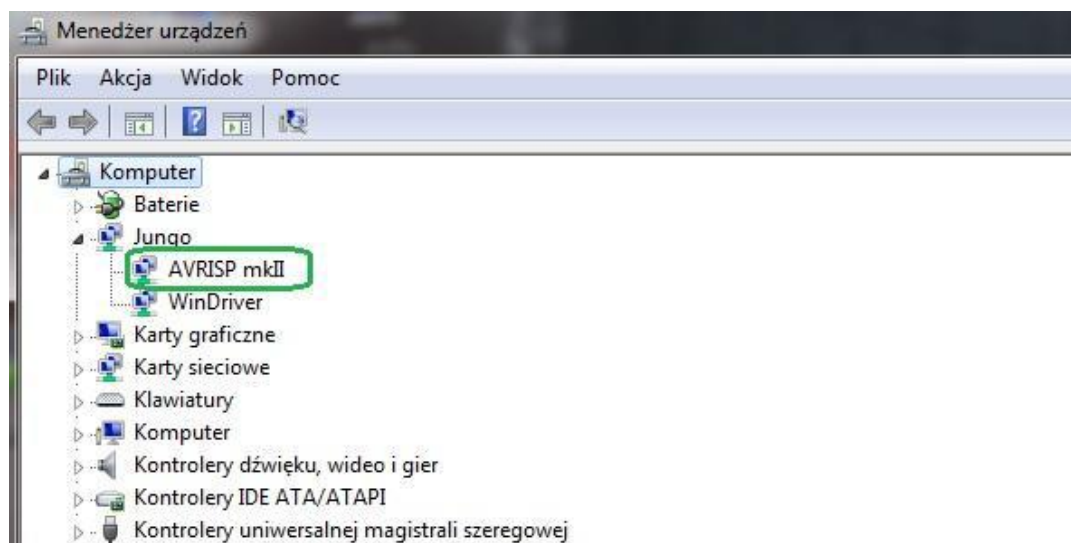 Menedżer urządzeń
Plik Akcja Widok Pomoc
Komputer
Baterie
Jungo
AVRISP mkII
WinDriver
Karty graficzne
Karty sieciowe
Klawiatury
Komputer
Kontrolery dźwięku, wideo i gier
Kontrolery IDE ATA/ATAPI
Kontrolery uniwersalnej magistrali szeregowej